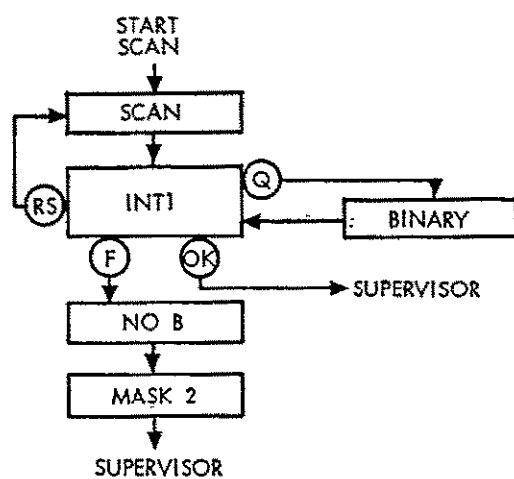 START
SCAN
SCAN
RS
INT1
Q
BINARY
F
OK
SUPERVISOR
NO B
MASK 2
SUPERVISOR